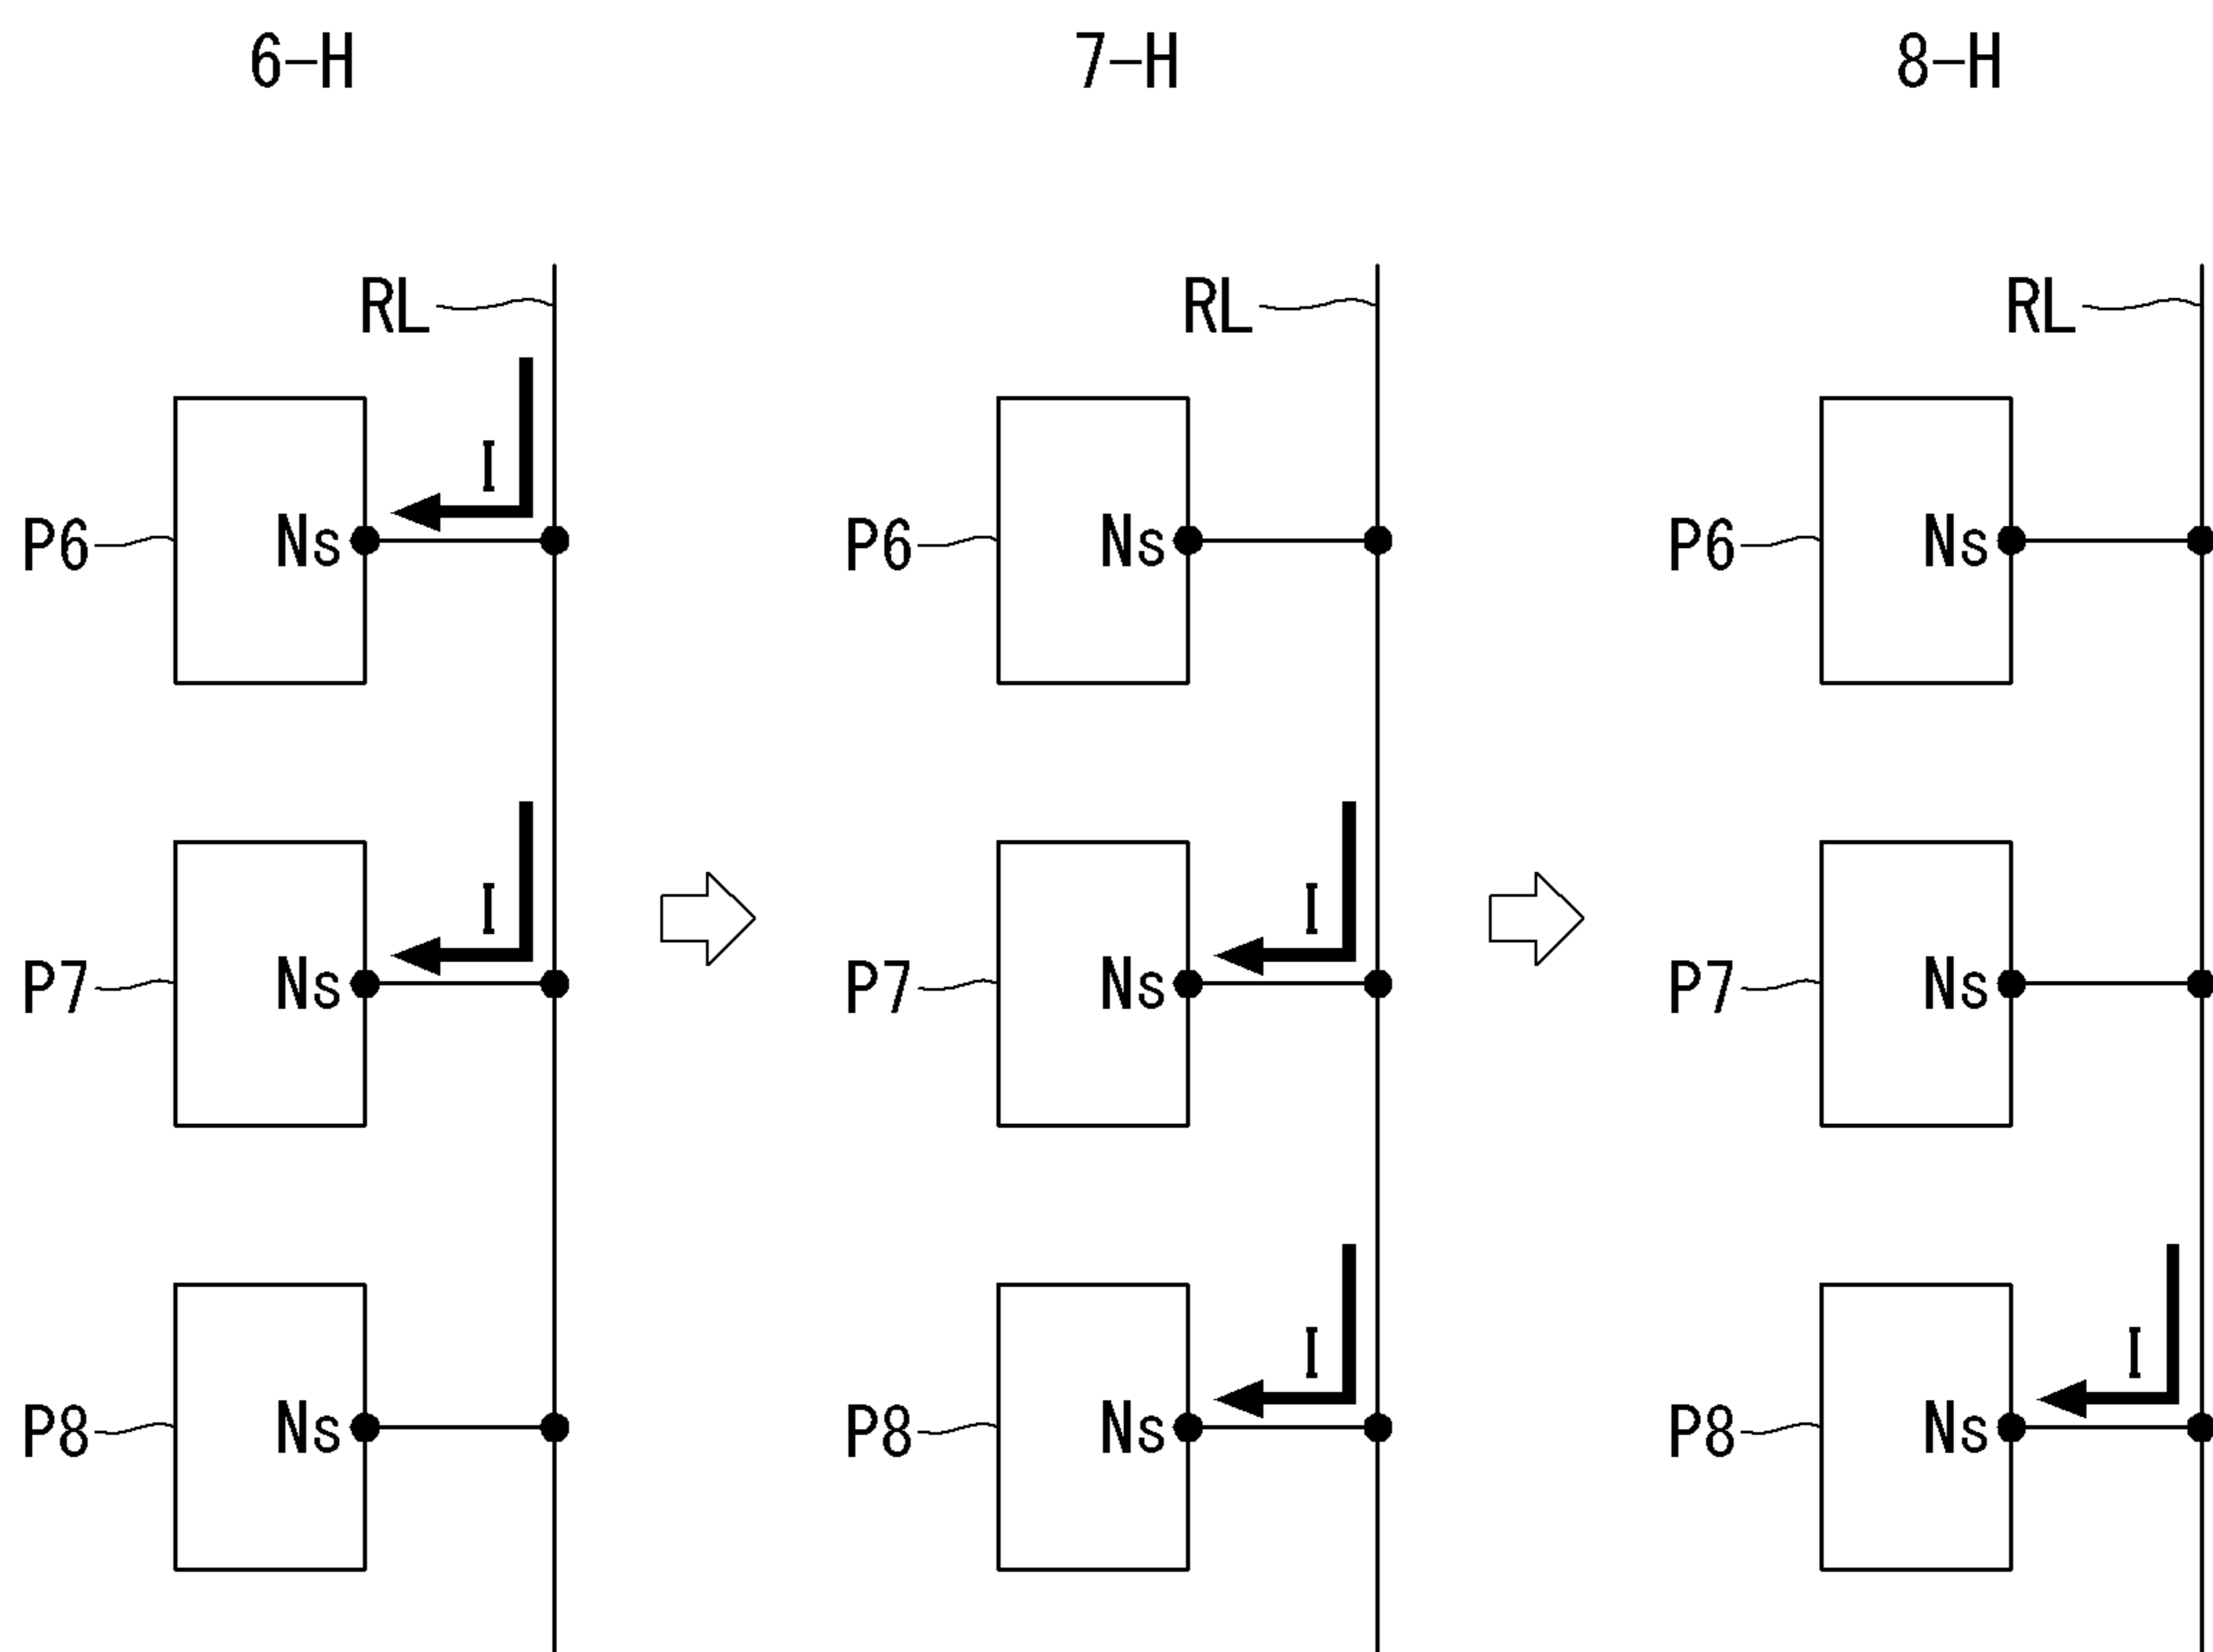 6-H 7-H 8-H
RL RL RL
I
P6 Ns P6 Ns P6 Ns
I I
P7 Ns P7 Ns P7 Ns
I I
P8 Ns P8 Ns P8 Ns